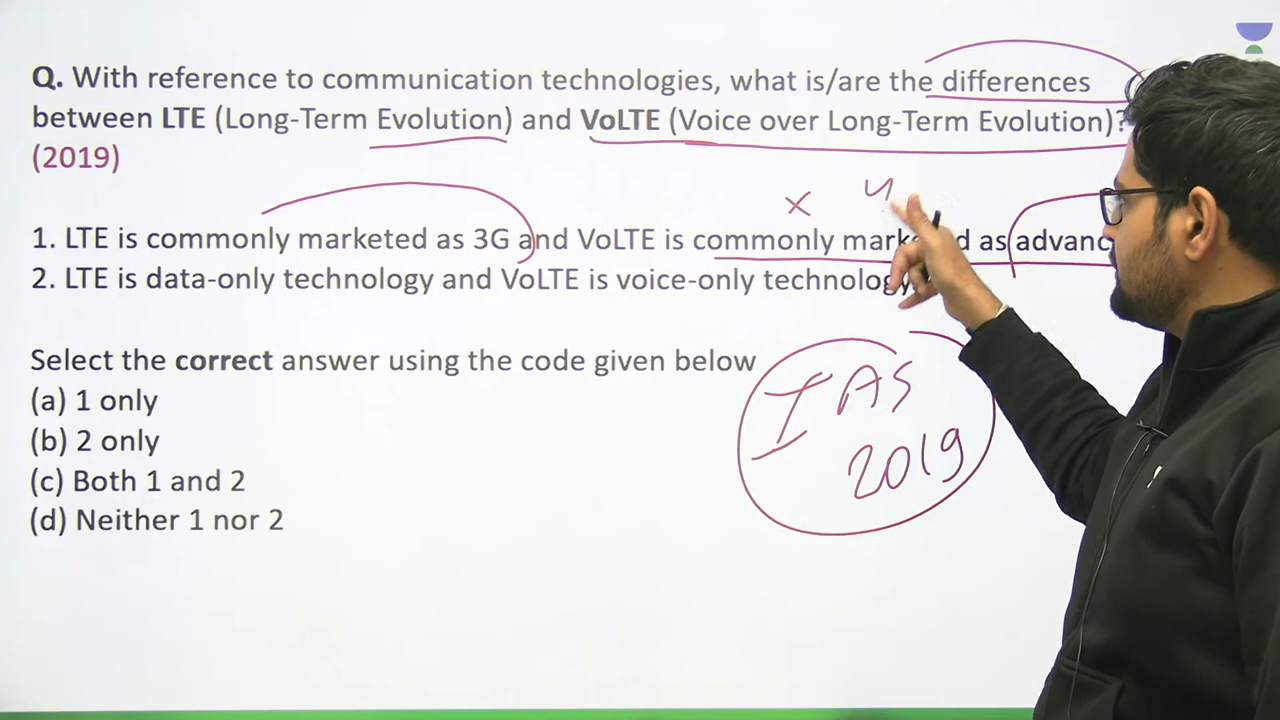 Q. With reference to communication technologies, what is/are the differences
between LTE (Long-Term Evolution) and VoLTE (Voice over Long-Term Evolution)?
(2019)
x 4
1. LTE is commonly marketed as 3G and VoLTE is commonly marketed as
2. LTE is data-only technology and VoLTE is voice-only technology
Select the correct answer using the code given below
IAS
(a) 1 only
(b) 2 only
2019
(c) Both 1 and 2
(d) Neither 1 nor 2